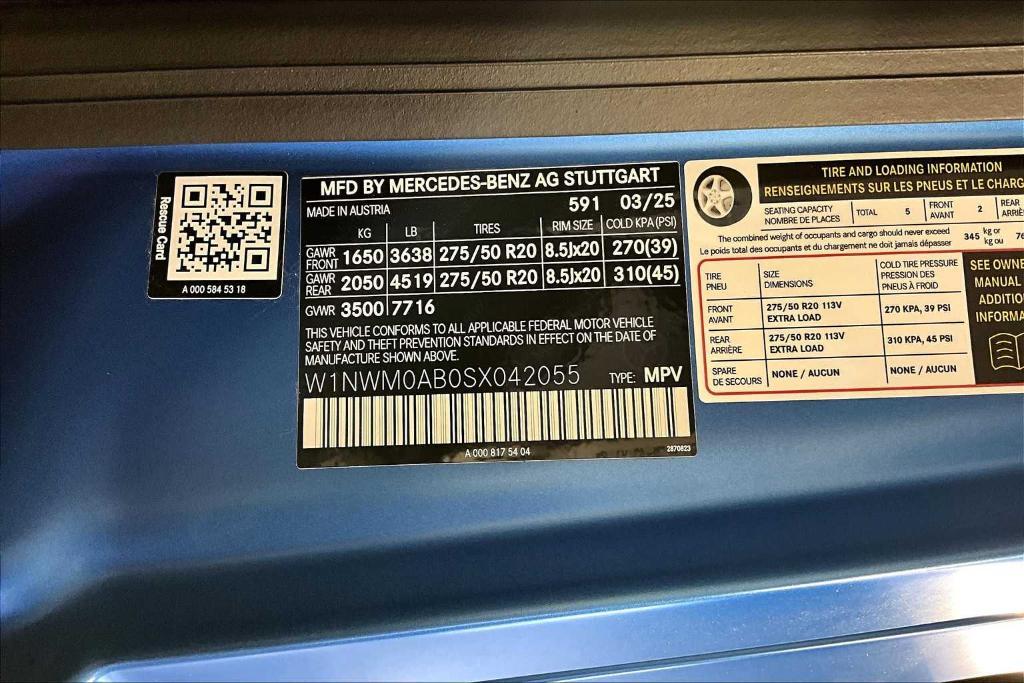 Rescue Card
A 000 584 53 18
MFD BY MERCEDES-BENZ AG STUTTGART
MADE IN AUSTRIA 591 03/25
KG LB TIRES RIM SIZE COLD KPA(PSI)
GAWR FRONT 1650 3638 275/50 R20 8.5Jx20 270(39)
GAWR REAR 2050 4519 275/50 R20 8.5Jx20 310(45)
GWR 3500 7716
THIS VEHICLE CONFORMS TO ALL APPLICABLE FEDERAL MOTOR VEHICLE
SAFETY AND THEFT PREVENTION STANDARDS IN EFFECT ON THE DATE OF
MANUFACTURE SHOWN ABOVE.
W1NWM0AB0SX042055 TYPE: MPV
A 000 817 54 04 2870823
TIRE AND LOADING INFORMATION
RENSEIGNEMENTS SUR LES PNEUS ET LE
SEATING CAPACITY TOTAL 5 FRONT 2 REAR
NOMBRE DE PLACES AVANT
The combined weight of occupants and cargo should never exceed 345 kg or
Le poids total des occupants et du chargement ne doit jamais dépasser kg ou
TIRE SIZE COLD TIRE PRESSURE
PNEU DIMENSIONS PRESSION DES
PNEUS À FROID
FRONT 275/50 R20 113V 270 KPA, 39 PSI
AVANT EXTRA LOAD
REAR 275/50 R20 113V 310 KPA, 45 PSI
ARRIÈRE EXTRA LOAD
SPARE NONE / AUCUN NONE / AUCUN
DE SECOURS
SEE
MANUAL